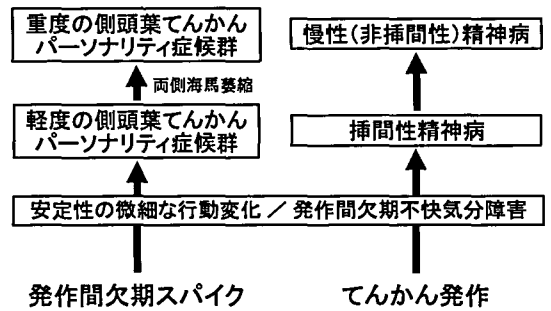 重度の側頭葉てんかん
パーソナリティ症候群
慢性(非挿間性)精神病
両側海馬萎縮
軽度の側頭葉てんかん
パーソナリティ症候群
挿間性精神病
安定性の微細な行動変化／発作間欠期不快気分障害
発作間欠期スパイク
てんかん発作